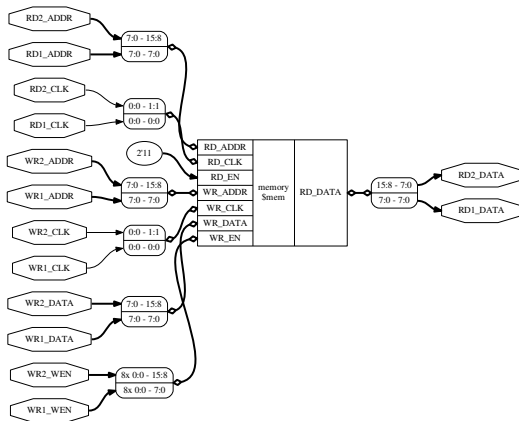 RD2_ADDR
7:0 - 15:8
RD1_ADDR
7:0 - 7:0
RD2_CLK
0:0 - 1:1
RD1_CLK
0:0 - 0:0
2'11
WR2_ADDR
7:0 - 15:8
WR1_ADDR
7:0 - 7:0
WR2_CLK
0:0 - 1:1
WR1_CLK
0:0 - 0:0
WR2_DATA
7:0 - 15:8
WR1_DATA
7:0 - 7:0
WR2_WEN
8x 0:0 - 15:8
WR1_WEN
8x 0:0 - 7:0
RD_ADDR
RD_CLK
RD_EN
WR_ADDR
WR_CLK
WR_DATA
WR_EN
memory
$mem
RD_DATA
15:8 - 7:0
7:0 - 7:0
RD2_DATA
RD1_DATA